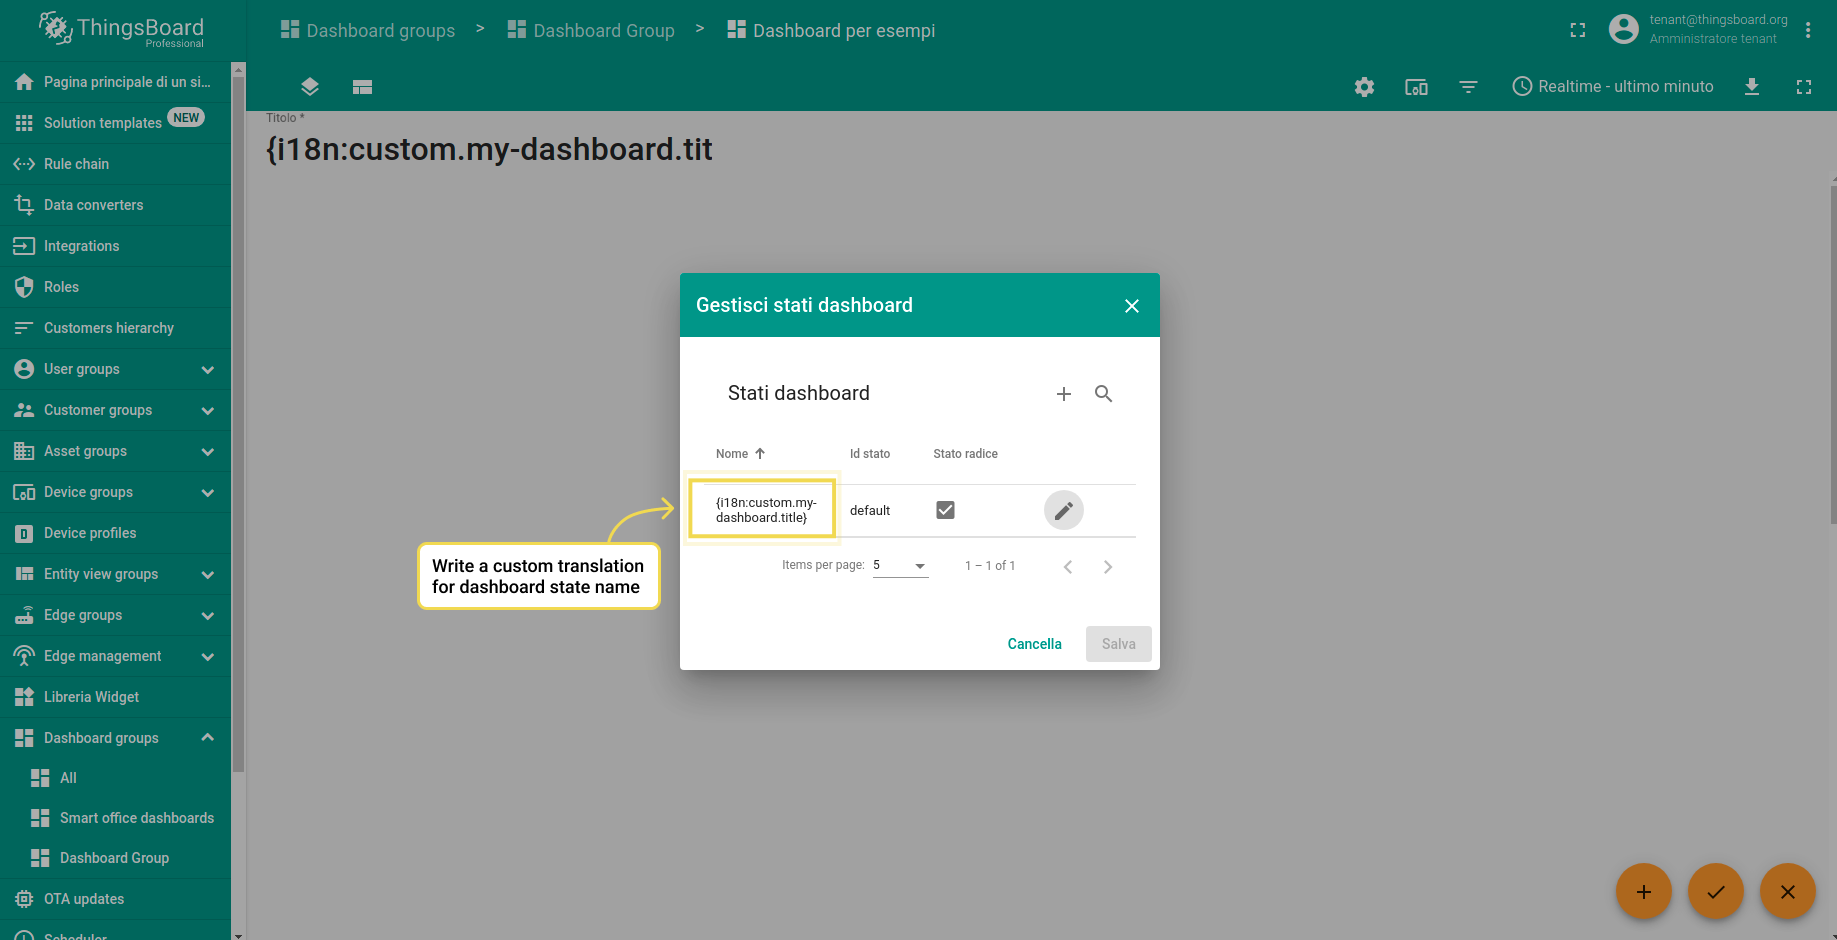 ThingsBoard
Professional
Dashboard groups > Dashboard Group > Dashboard per esempi
tenant@thingsboard.org
Amministratore tenant
Realtime - ultimo minuto
Pagina principale di un si...
Solution templates NEW
Rule chain
Data converters
Integrations
Roles
Customers hierarchy
User groups
Customer groups
Asset groups
Device groups
Device profiles
Entity view groups
Edge groups
Edge management
Libreria Widget
Dashboard groups
All
Smart office dashboards
Dashboard Group
OTA updates
Scheduler
Titolo *
{i18n:custom.my-dashboard.tit
Gestisci stati dashboard
Stati dashboard
Nome Id stato Stato radice
{i18n:custom.my-
dashboard.title}
default
Items per page: 5 1 – 1 of 1
Cancella Salva
Write a custom translation
for dashboard state name